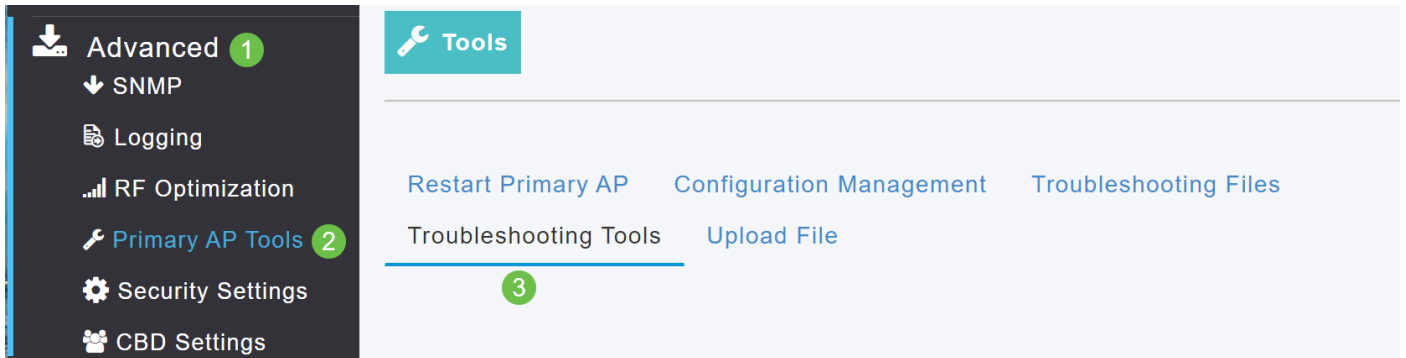 Advanced 1
SNMP
Logging
RF Optimization
Primary AP Tools 2
Security Settings
CBD Settings
Tools
Restart Primary AP Configuration Management Troubleshooting Files
Troubleshooting Tools Upload File
3